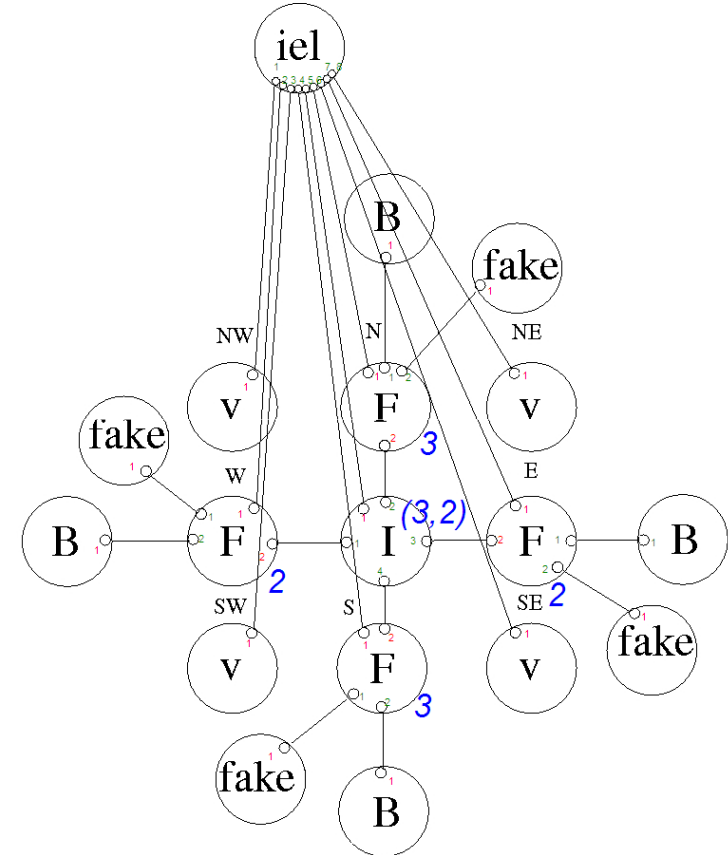 iel
1 2 3 4 5 6 7 8
B
1
fake
1
NW N NE
1 1 1 2 1
v F v
fake 2 3
1
W E
1 1 2 1 (3,2) 1
B 1 2 F 2 1 I 3 2 F 1 1 B
2 4 2 2
SW S SE 1
1 1 2 1 fake
v F v
1 2 3
1
fake 1
B